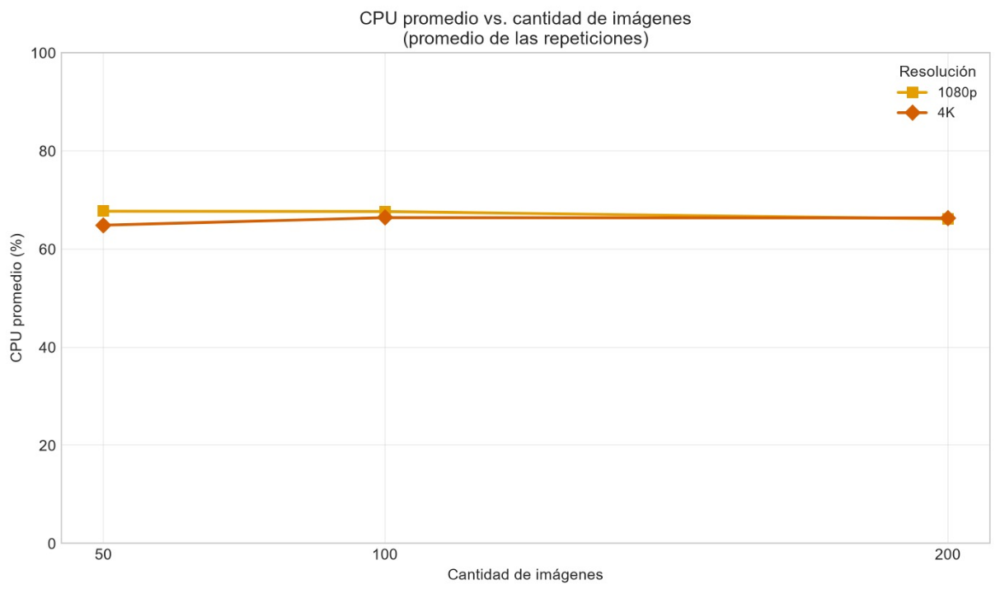 CPU promedio vs. cantidad de imágenes
(promedio de las repeticiones)
100
80
60
40
20
0
CPU promedio (%)
Resolución
1080p
4K
50
100
200
Cantidad de imágenes